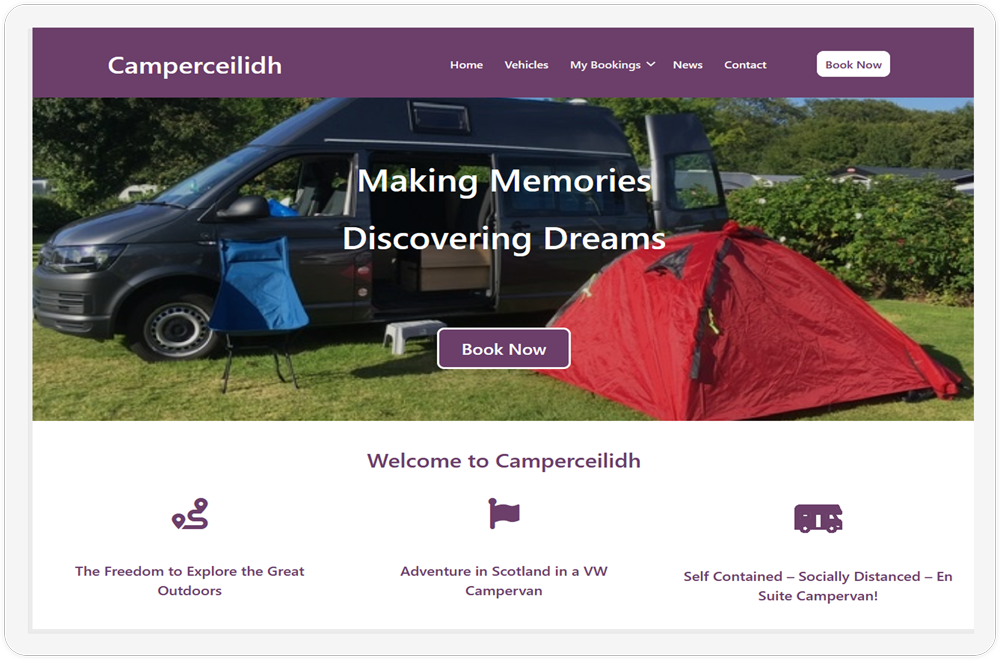 Camperceilidh
Home Vehicles My Bookings News Contact Book Now
Making Memories
Discovering Dreams
Book Now
Welcome to Camperceilidh
The Freedom to Explore the Great
Outdoors
Adventure in Scotland in a VW
Campervan
Self Contained – Socially Distanced – En
Suite Campervan!